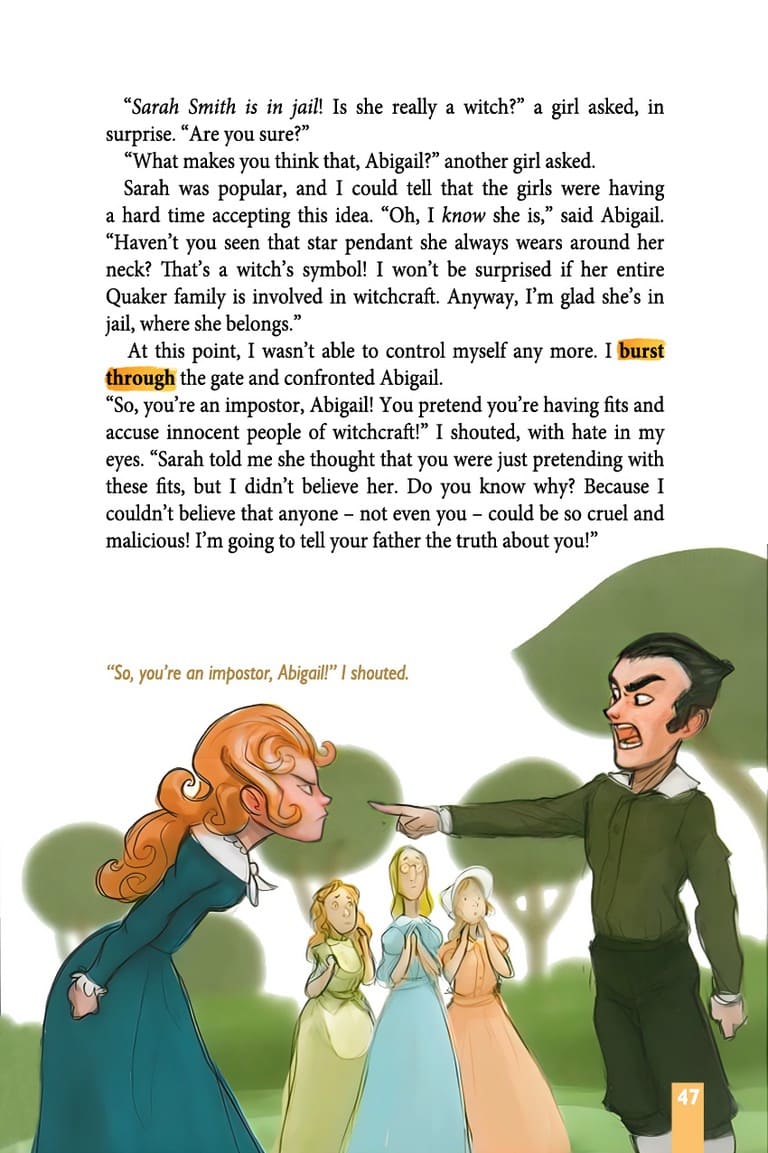 “Sarah Smith is in jail! Is she really a witch?” a girl asked, in
surprise. “Are you sure?”
“What makes you think that, Abigail?” another girl asked.
Sarah was popular, and I could tell that the girls were having
a hard time accepting this idea. “Oh, I know she is,” said Abigail.
“Haven’t you seen that star pendant she always wears around her
neck? That’s a witch’s symbol! I won’t be surprised if her entire
Quaker family is involved in witchcraft. Anyway, I’m glad she’s in
jail, where she belongs.”
At this point, I wasn’t able to control myself any more. I burst
through the gate and confronted Abigail.
“So, you’re an impostor, Abigail! You pretend you’re having fits and
accuse innocent people of witchcraft!” I shouted, with hate in my
eyes. “Sarah told me she thought that you were just pretending with
these fits, but I didn’t believe her. Do you know why? Because I
couldn’t believe that anyone – not even you – could be so cruel and
malicious! I’m going to tell your father the truth about you!”
“So, you’re an impostor, Abigail!” I shouted.
47